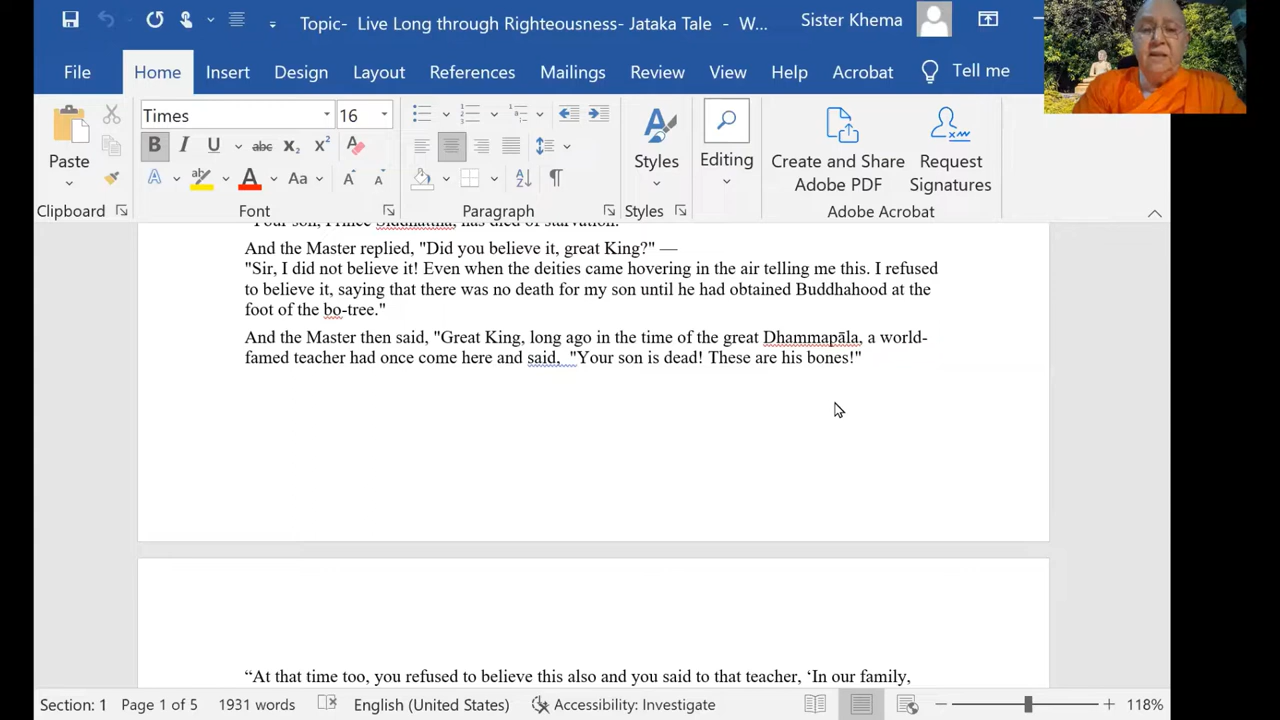 Topic- Live Long through Righteousness- Jataka Tale - W...
Sister Khema
File Home Insert Design Layout References Mailings Review View Help Acrobat Tell me
Times 16
Paste
Styles
Editing
Create and Share Adobe PDF
Request Signatures
Clipboard Font Paragraph Styles Adobe Acrobat
"Your son, Prince Siddhattha, has died of starvation."
And the Master replied, "Did you believe it, great King?" —
"Sir, I did not believe it! Even when the deities came hovering in the air telling me this. I refused
to believe it, saying that there was no death for my son until he had obtained Buddhahood at the
foot of the bo-tree."
And the Master then said, "Great King, long ago in the time of the great Dhammapāla, a world-
famed teacher had once come here and said, "Your son is dead! These are his bones!"
“At that time too, you refused to believe this also and you said to that teacher, ‘In our family,
Section: 1 Page 1 of 5 1931 words English (United States) Accessibility: Investigate 118%